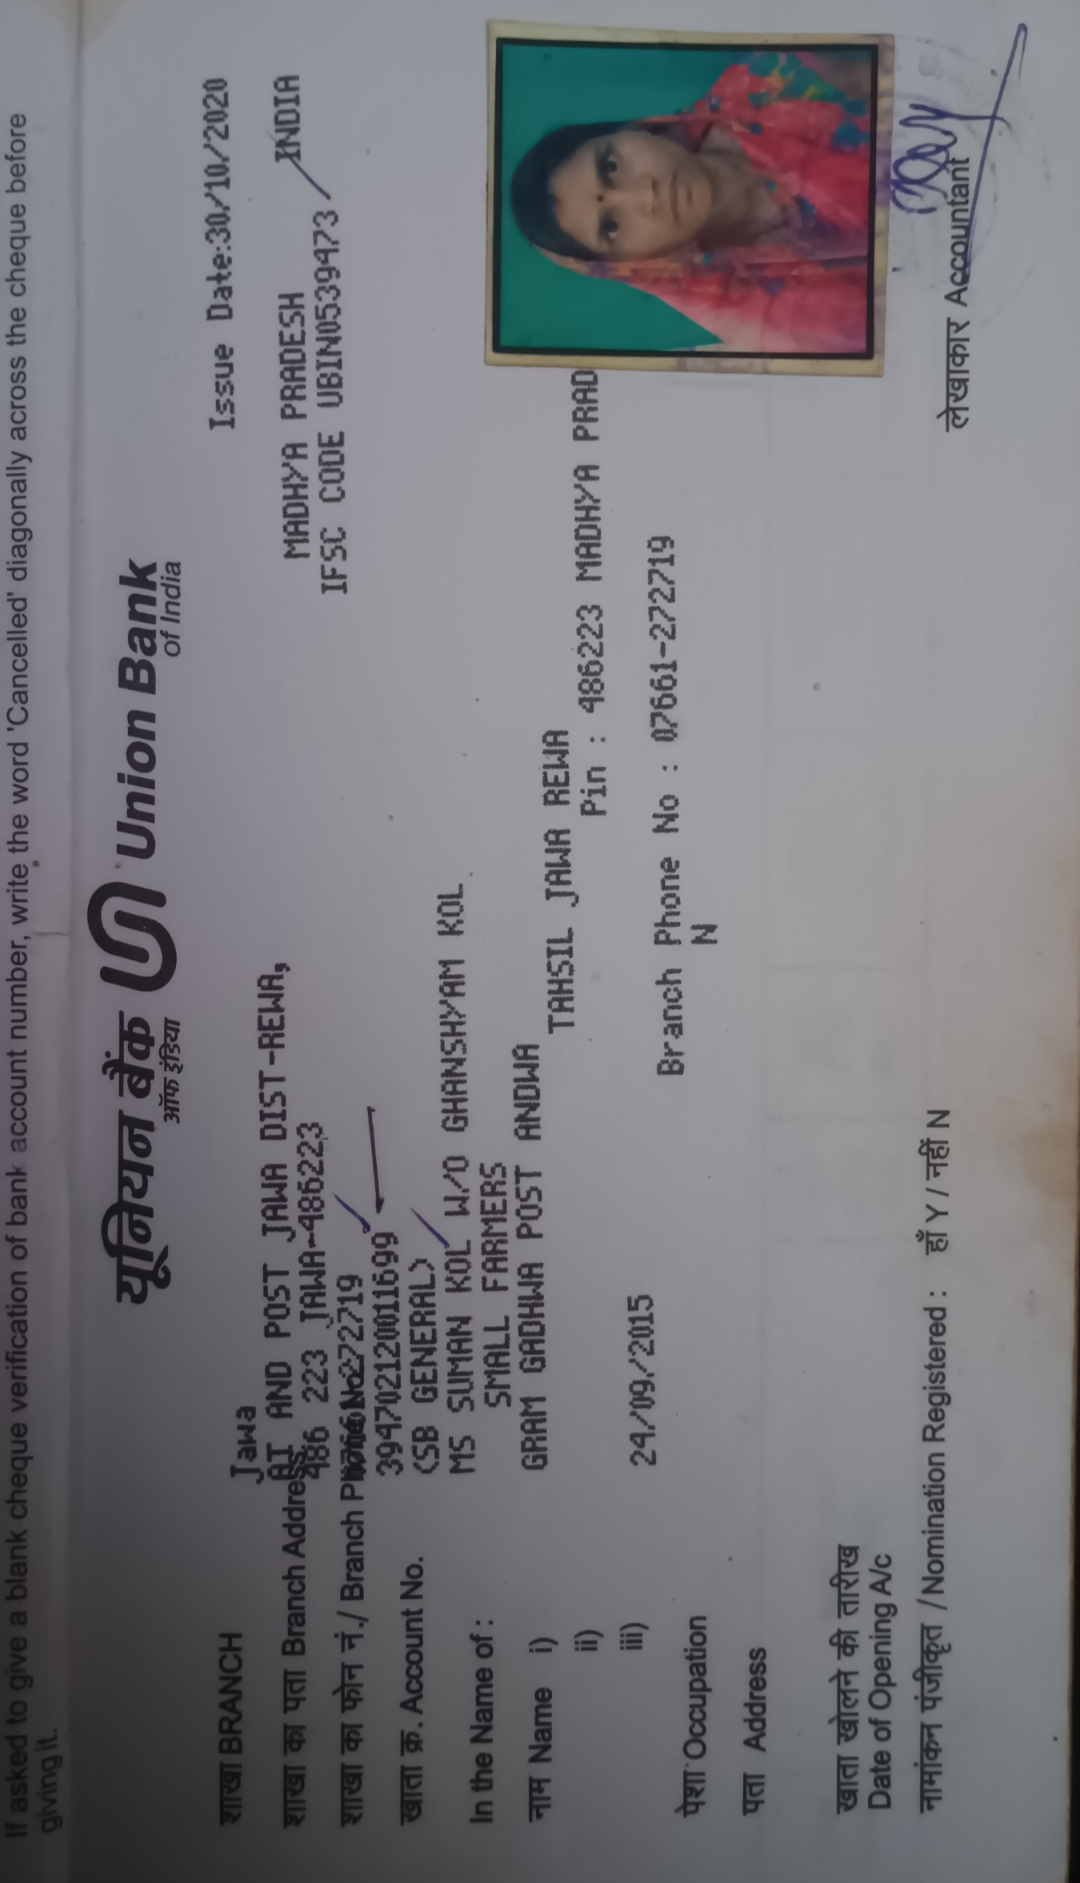 If asked to give a blank cheque verification of bank account number, write the word 'Cancelled' diagonally across the cheque before
giving it.
यूनियन बैंक Union Bank
ऑफ इंडिया of India
Issue Date:30/10/2020
शाखा BRANCH Jawa
शाखा का पता Branch Address AT AND POST JAWA DIST-REWA, MADHYA PRADESH
486 223 JAWA-486223 IFSC CODE UBIN0539473 INDIA
शाखा का फोन नं./ Branch Phone No 272719
खाता क्र. Account No. 394702120011699
(SB GENERAL)
In the Name of : MS SUMAN KOL W/O GHANSHYAM KOL
SMALL FARMERS
नाम Name i) GRAM GADHWA POST ANDWA
TAHSIL JAWA REWA
ii) Pin : 486223 MADHYA PRAD
iii) 24/09/2015
Branch Phone No : 07661-272719
पेशा Occupation N
पता Address
खाता खोलने की तारीख
Date of Opening A/c
नामांकन पंजीकृत / Nomination Registered : हाँ Y / नहीं N
लेखाकार Accountant